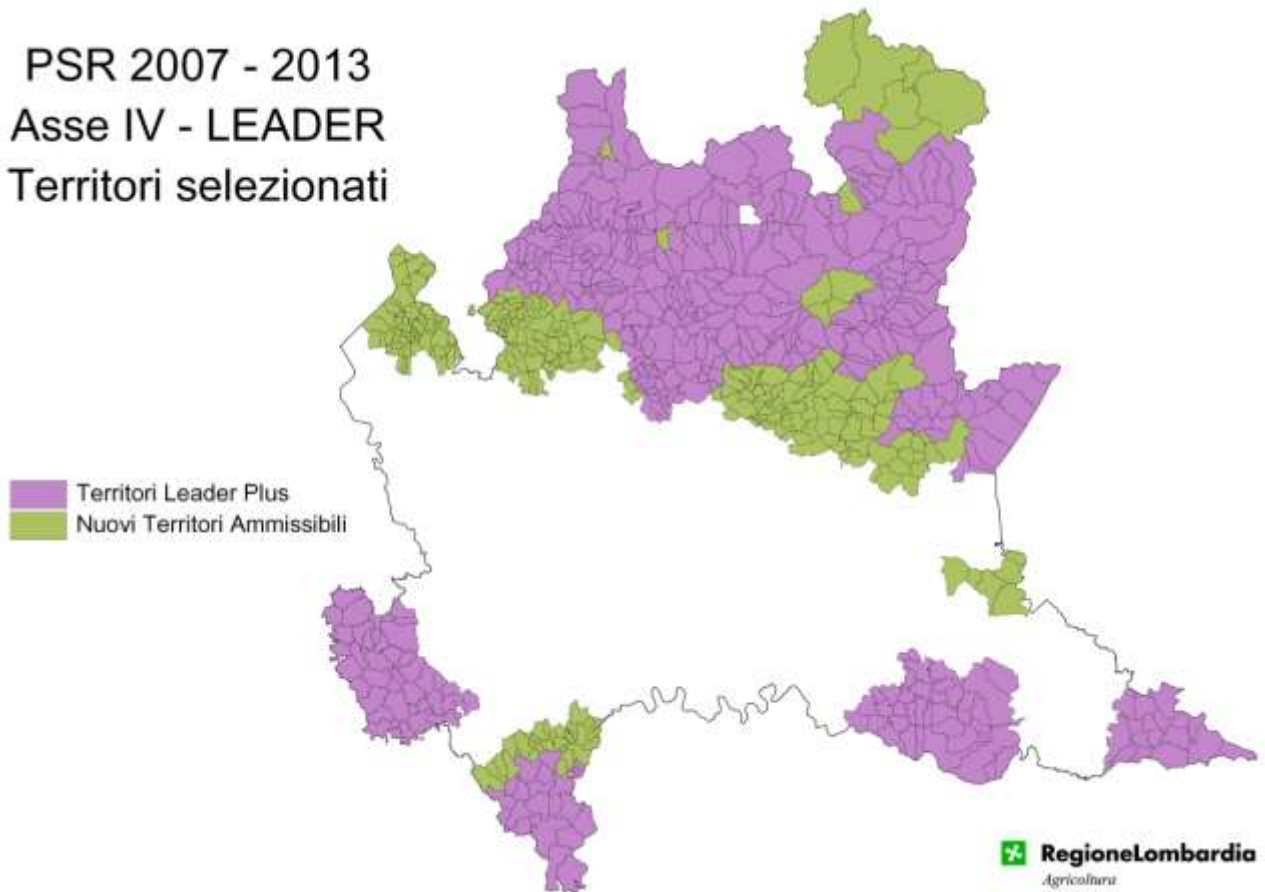 PSR 2007 - 2013
Asse IV - LEADER
Territori selezionati
Territori Leader Plus
Nuovi Territori Ammissibili
RegioneLombardia
Agricoltura